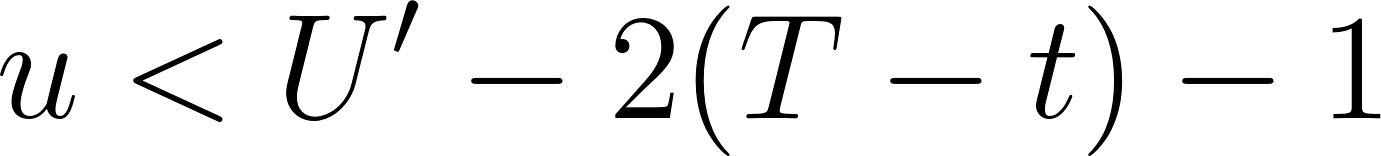 u < U′ − 2(T − t) − 1